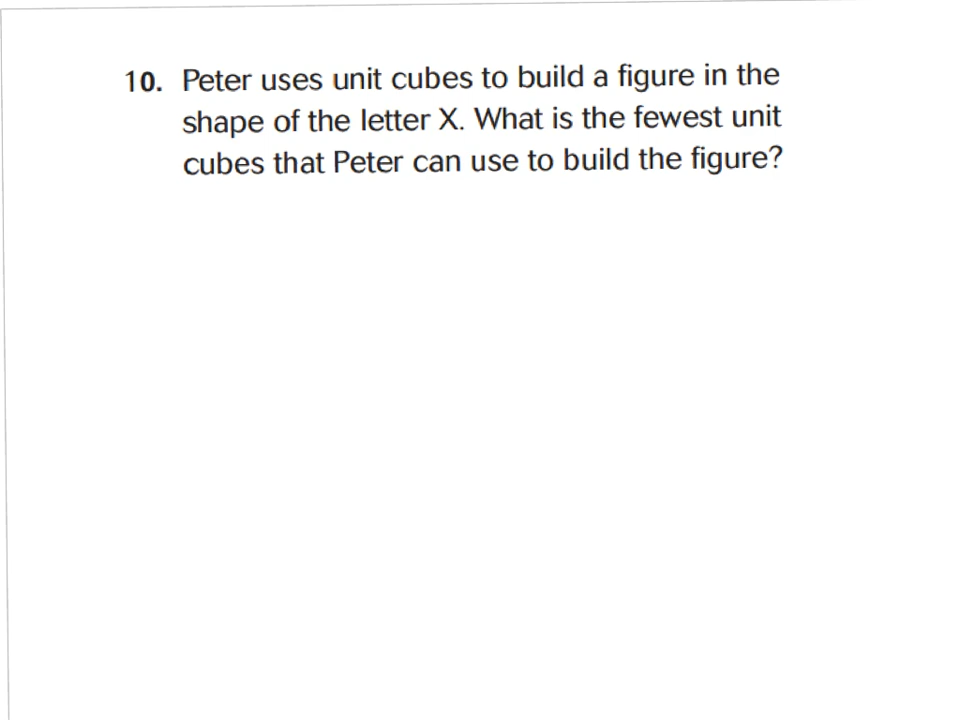 10. Peter uses unit cubes to build a figure in the
shape of the letter X. What is the fewest unit
cubes that Peter can use to build the figure?